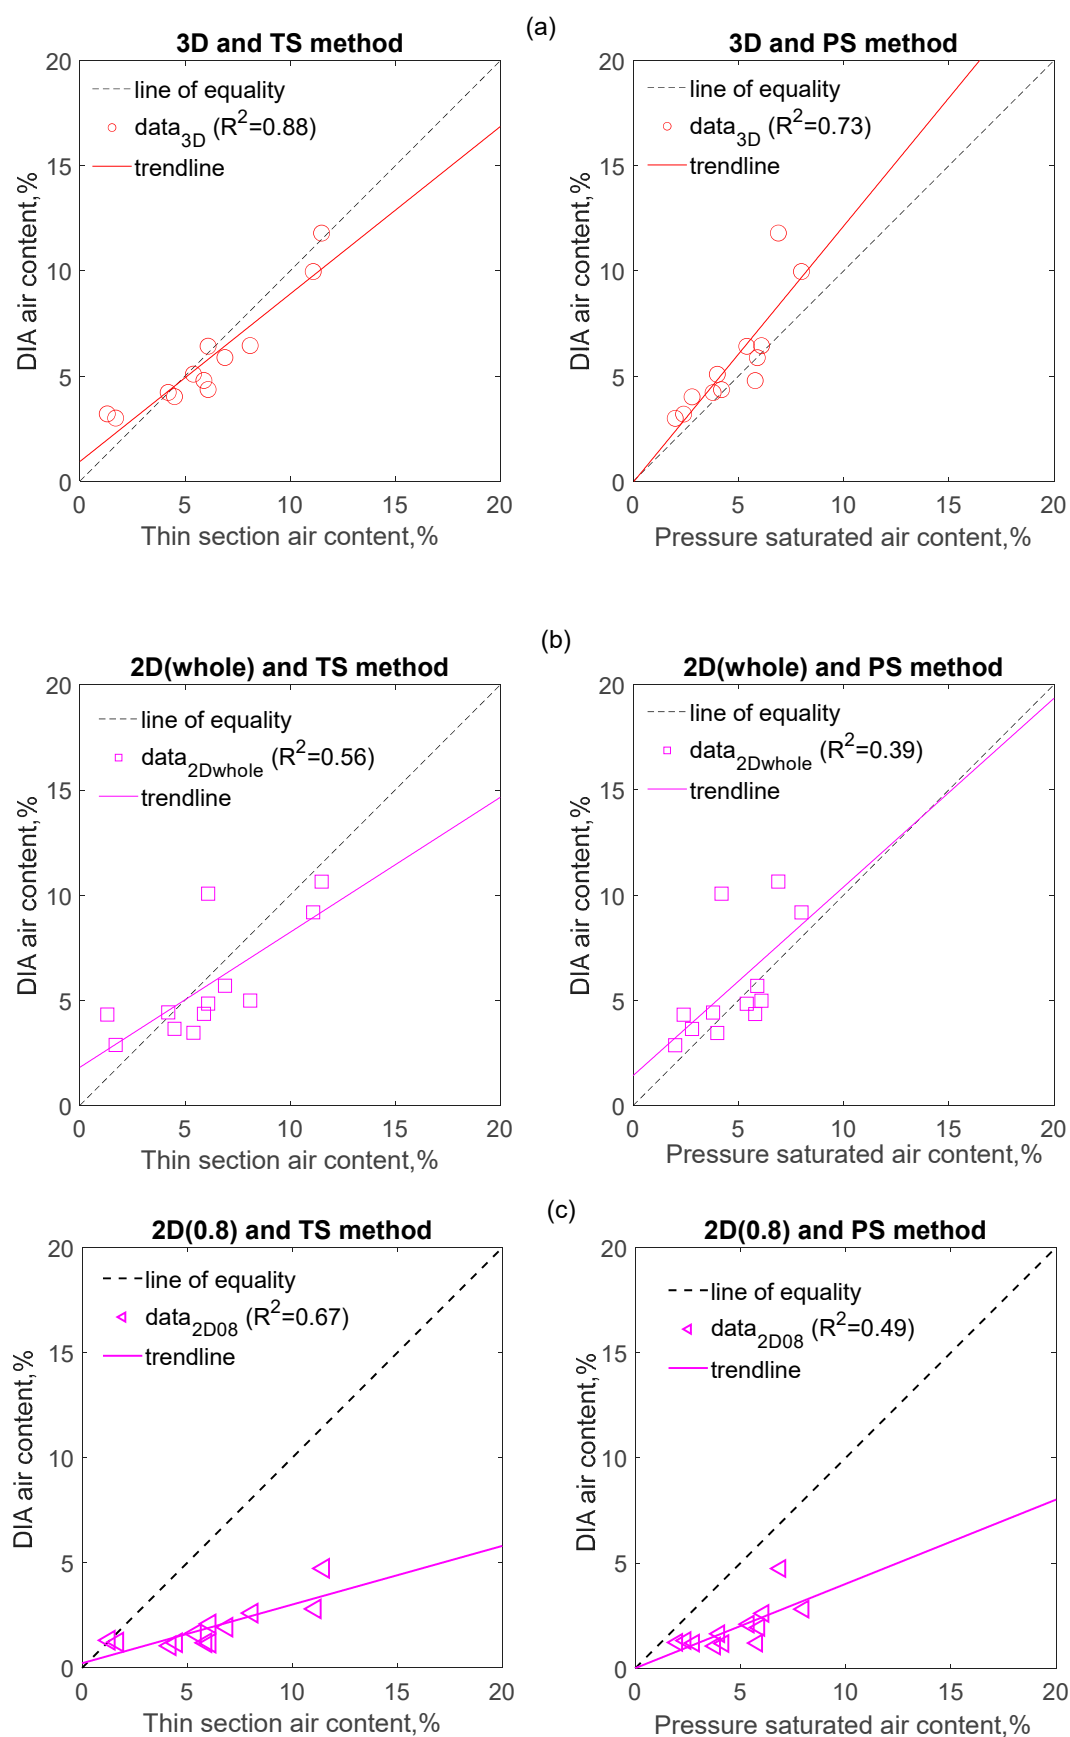 (a)
3D and TS method
20
15
10
5
0
0 5 10 15 20
DIA air content,%
Thin section air content,%
line of equality
data3D (R2=0.88)
trendline
3D and PS method
20
15
10
5
0
0 5 10 15 20
DIA air content,%
Pressure saturated air content,%
line of equality
data3D (R2=0.73)
trendline
(b)
2D(whole) and TS method
20
15
10
5
0
0 5 10 15 20
DIA air content,%
Thin section air content,%
line of equality
data2Dwhole (R2=0.56)
trendline
2D(whole) and PS method
20
15
10
5
0
0 5 10 15 20
DIA air content,%
Pressure saturated air content,%
line of equality
data2Dwhole (R2=0.39)
trendline
(c)
2D(0.8) and TS method
20
15
10
5
0
0 5 10 15 20
DIA air content,%
Thin section air content,%
line of equality
data2D08 (R2=0.67)
trendline
2D(0.8) and PS method
20
15
10
5
0
0 5 10 15 20
DIA air content,%
Pressure saturated air content,%
line of equality
data2D08 (R2=0.49)
trendline